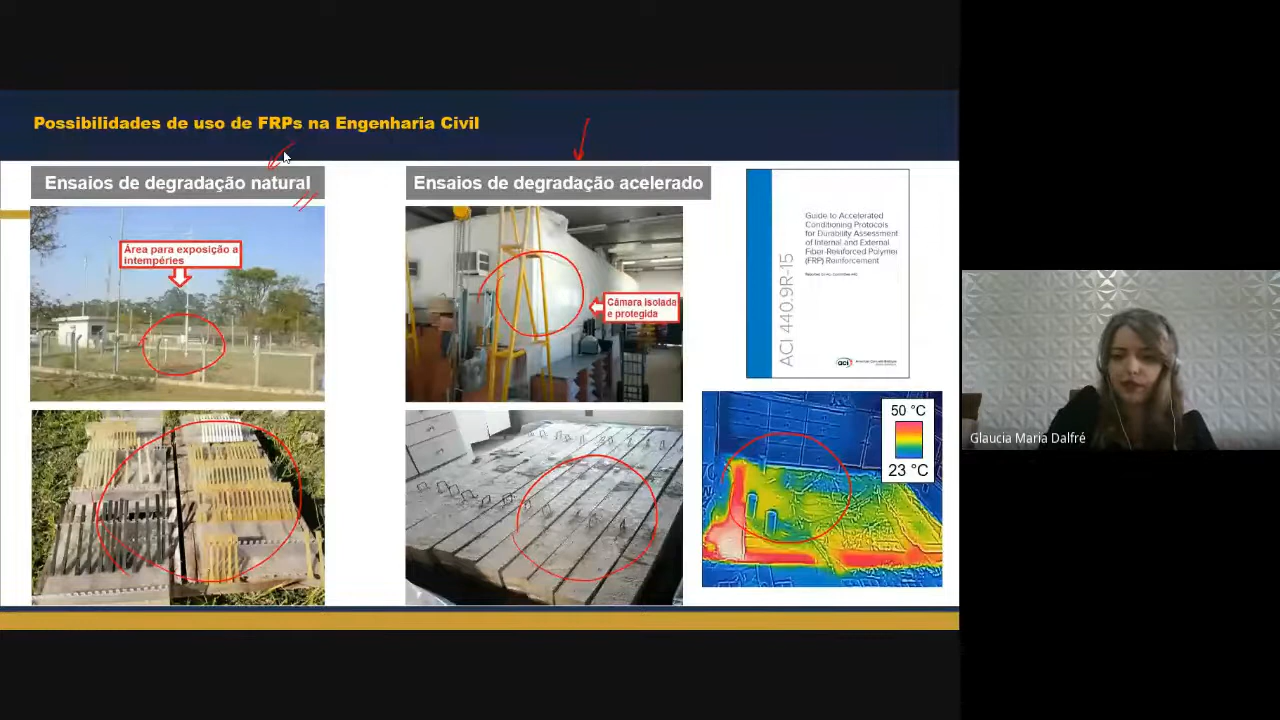 Possibilidades de uso de FRPs na Engenharia Civil
Ensaios de degradação natural
Ensaios de degradação acelerado
Área para exposição a
intempéries
Câmara isolada
e protegida
Guide to Accelerated
Conditioning Protocols
for Durability Assessment
of Internal and External
Fiber-Reinforced Polymer
(FRP) Reinforcement
ACI 440.9R-15
aci
50 °C
23 °C
Glaucia Maria Dalfré